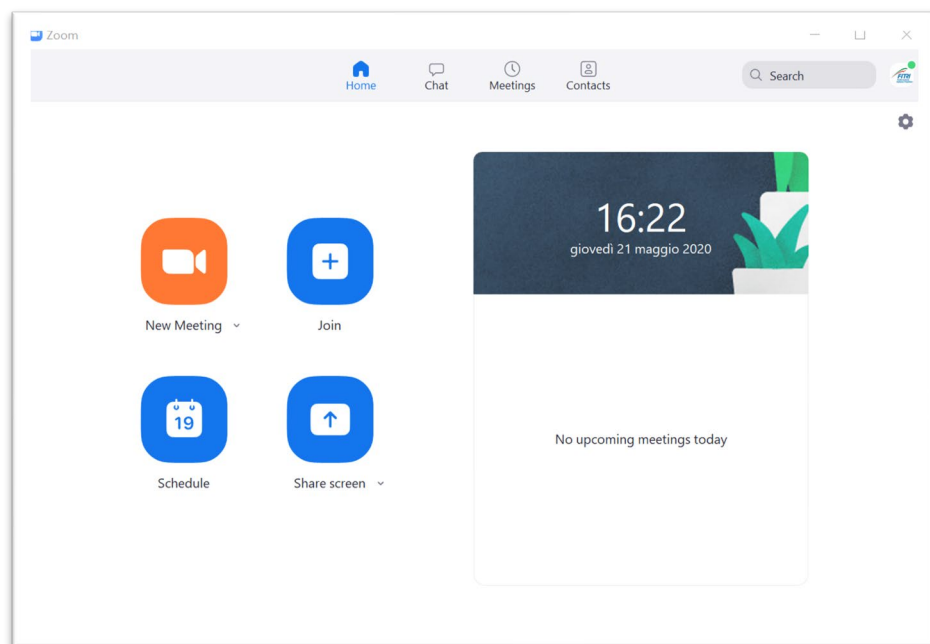 Zoom
Home
Chat
Meetings
Contacts
Search
FITRI
16:22
giovedì 21 maggio 2020
New Meeting
Join
19
Schedule
Share screen
No upcoming meetings today